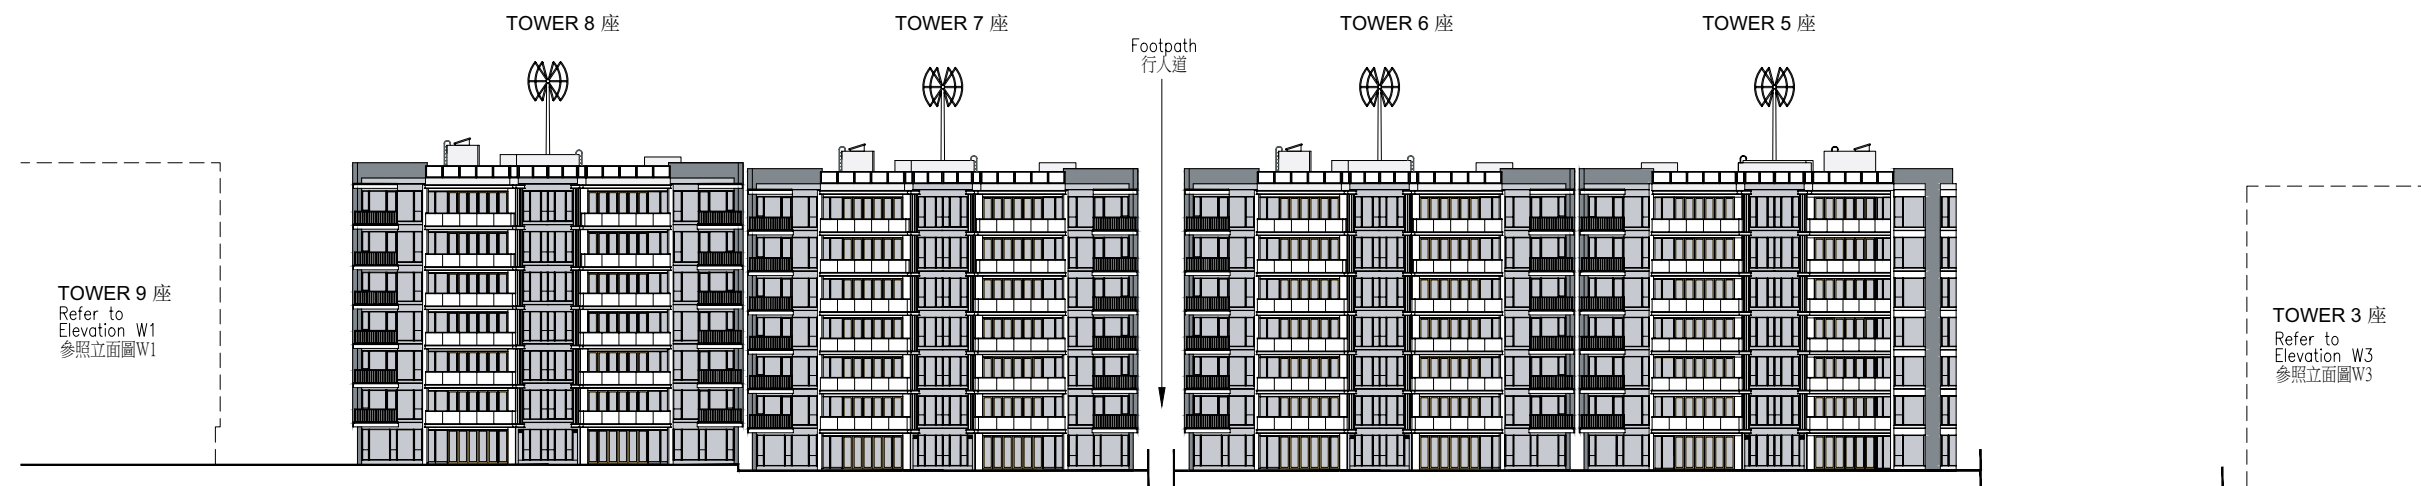 TOWER 8 座
TOWER 7 座
TOWER 6 座
TOWER 5 座
Footpath
行人道
TOWER 9 座
Refer to
Elevation W1
參照立面圖W1
TOWER 3 座
Refer to
Elevation W3
參照立面圖W3